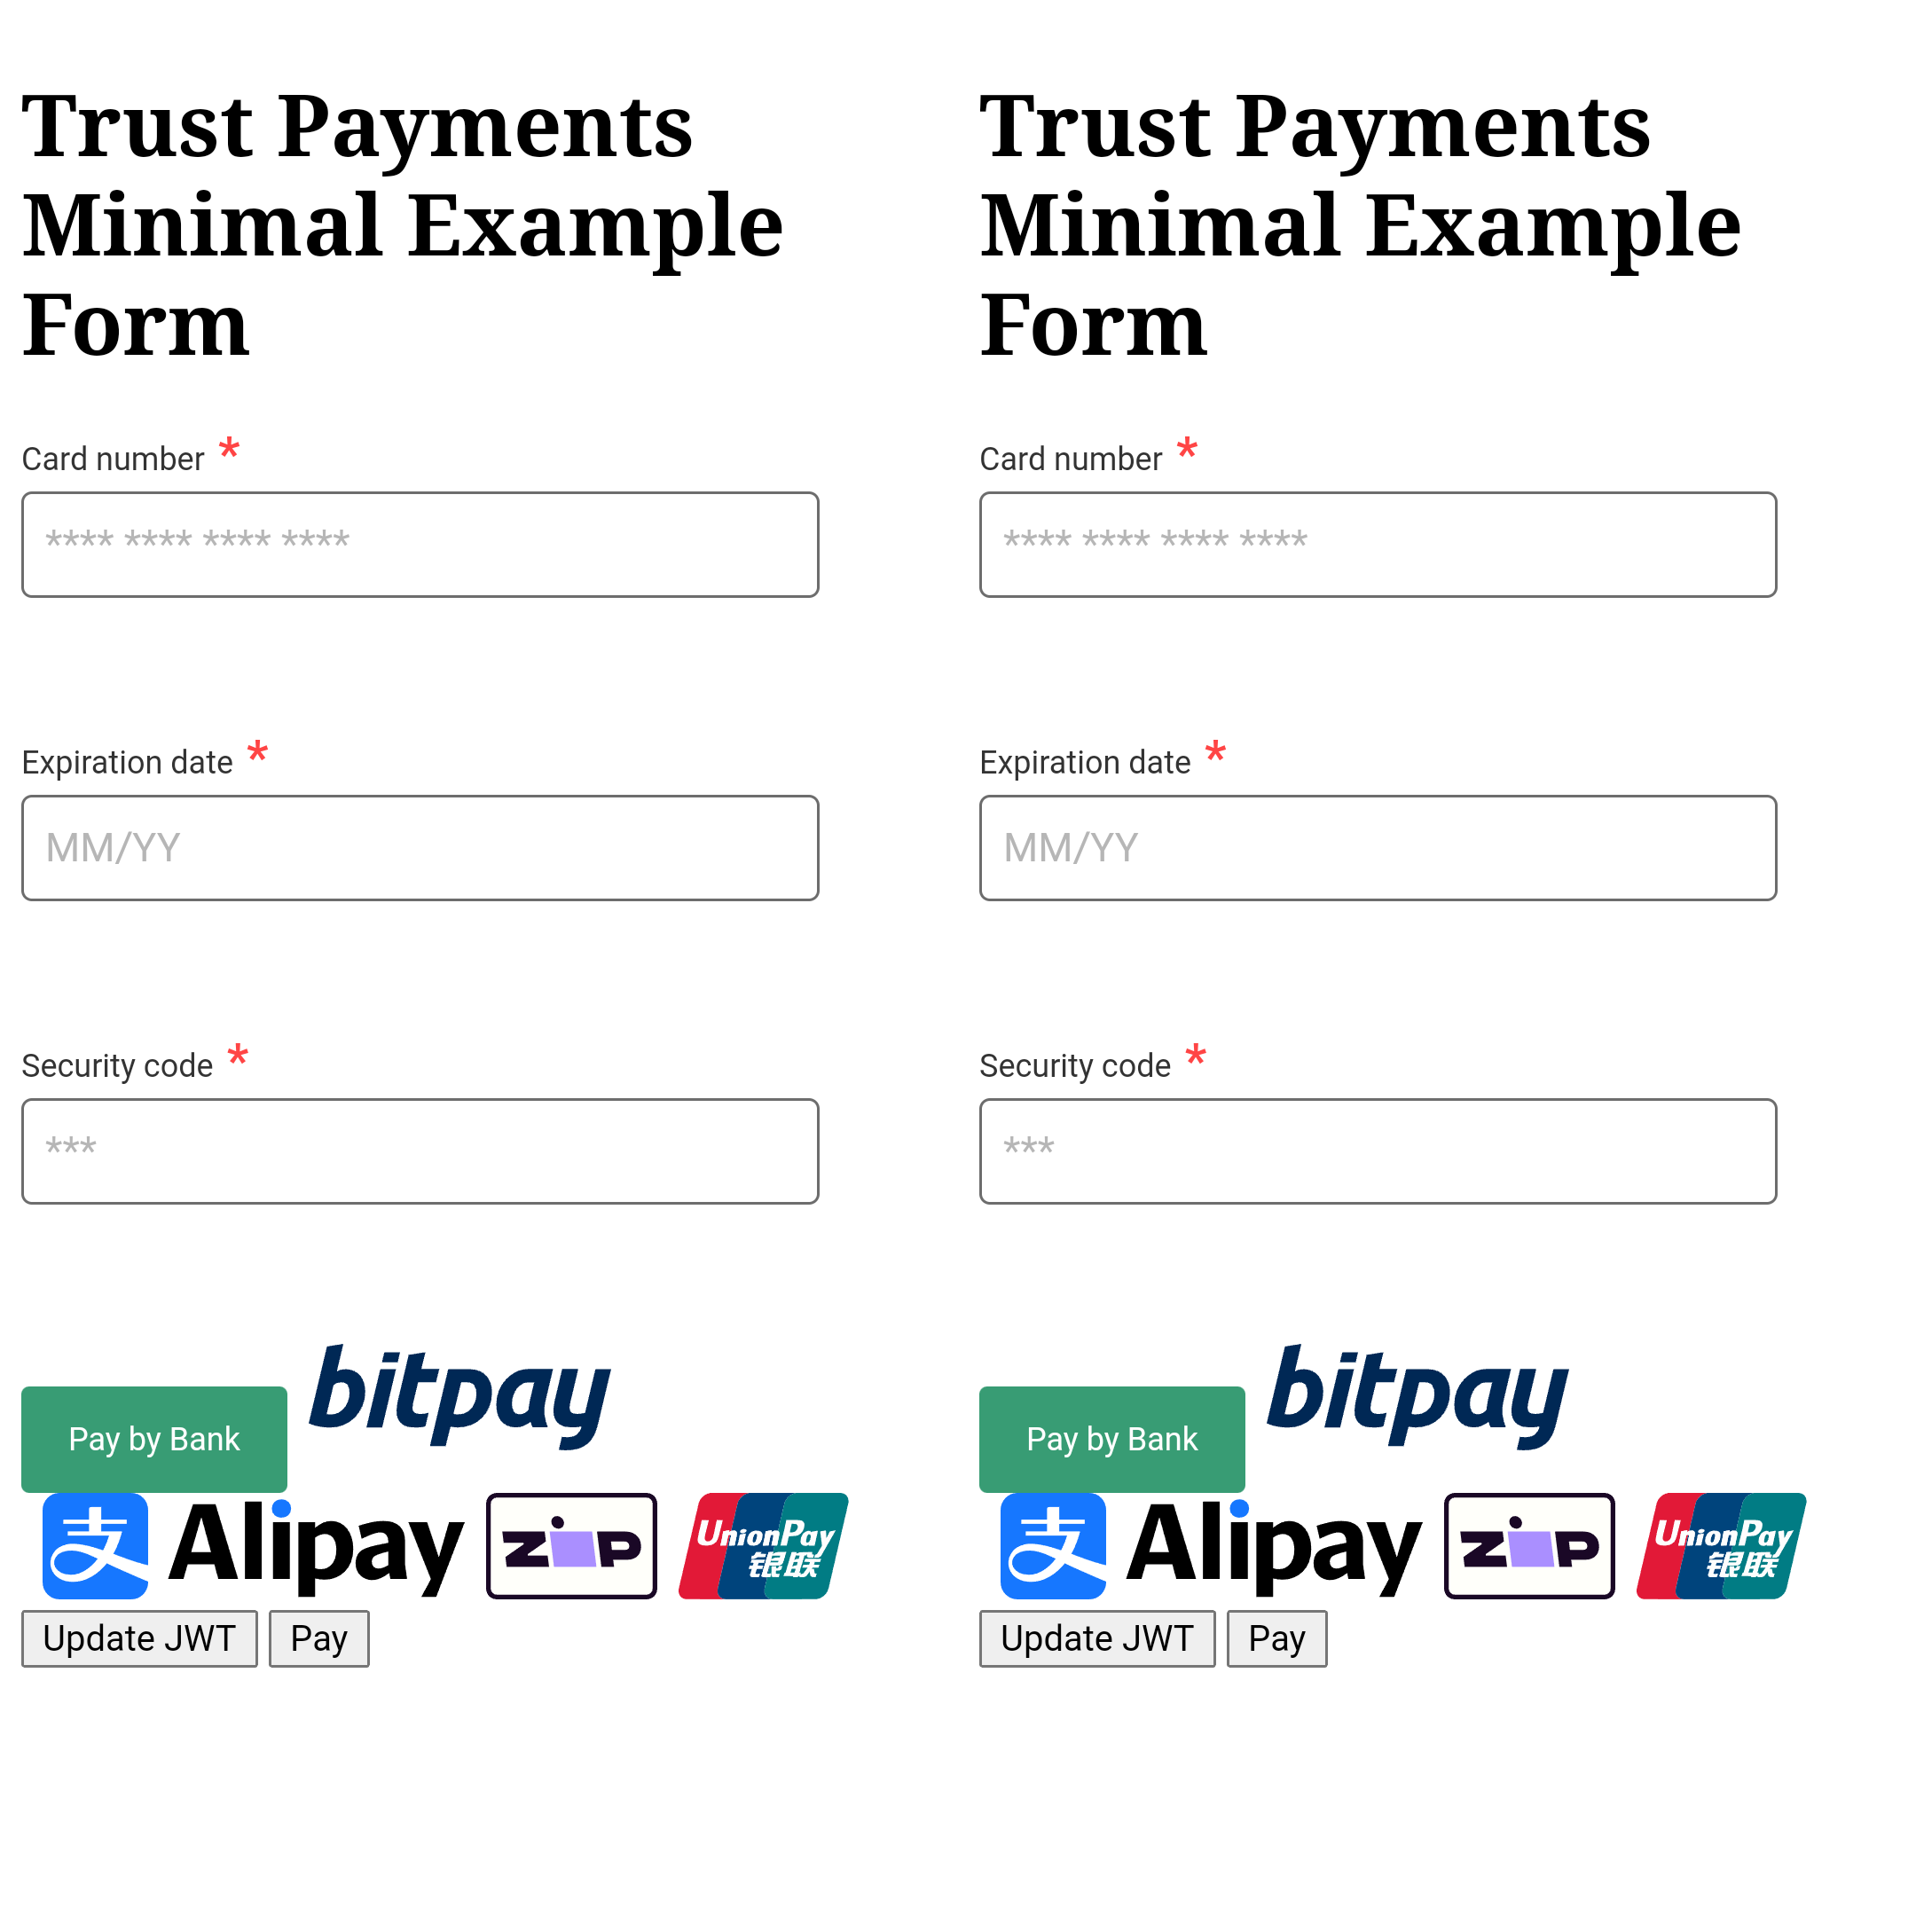 Trust Payments
Minimal Example
Form
Card number *
**** **** **** ****
Expiration date *
MM/YY
Security code *
***
Pay by Bank
bitpay
支 Alipay
zip
UnionPay
银联
Update JWT
Pay
Trust Payments
Minimal Example
Form
Card number *
**** **** **** ****
Expiration date *
MM/YY
Security code *
***
Pay by Bank
bitpay
支 Alipay
zip
UnionPay
银联
Update JWT
Pay